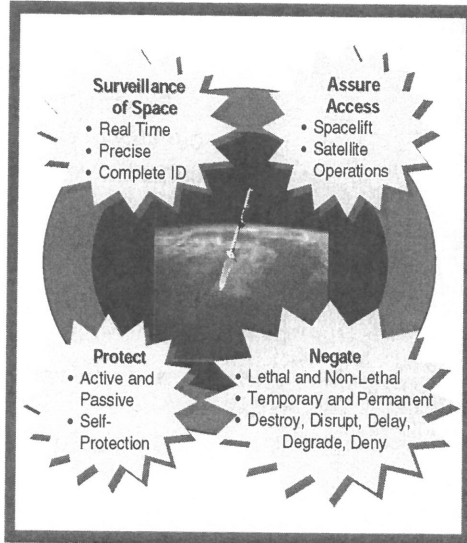 Surveillance
of Space
• Real Time
• Precise
• Complete ID
Assure
Access
• Spacelift
• Satellite
Operations
Protect
• Active and
Passive
• Self-
Protection
Negate
• Lethal and Non-Lethal
• Temporary and Permanent
• Destroy, Disrupt, Delay,
Degrade, Deny